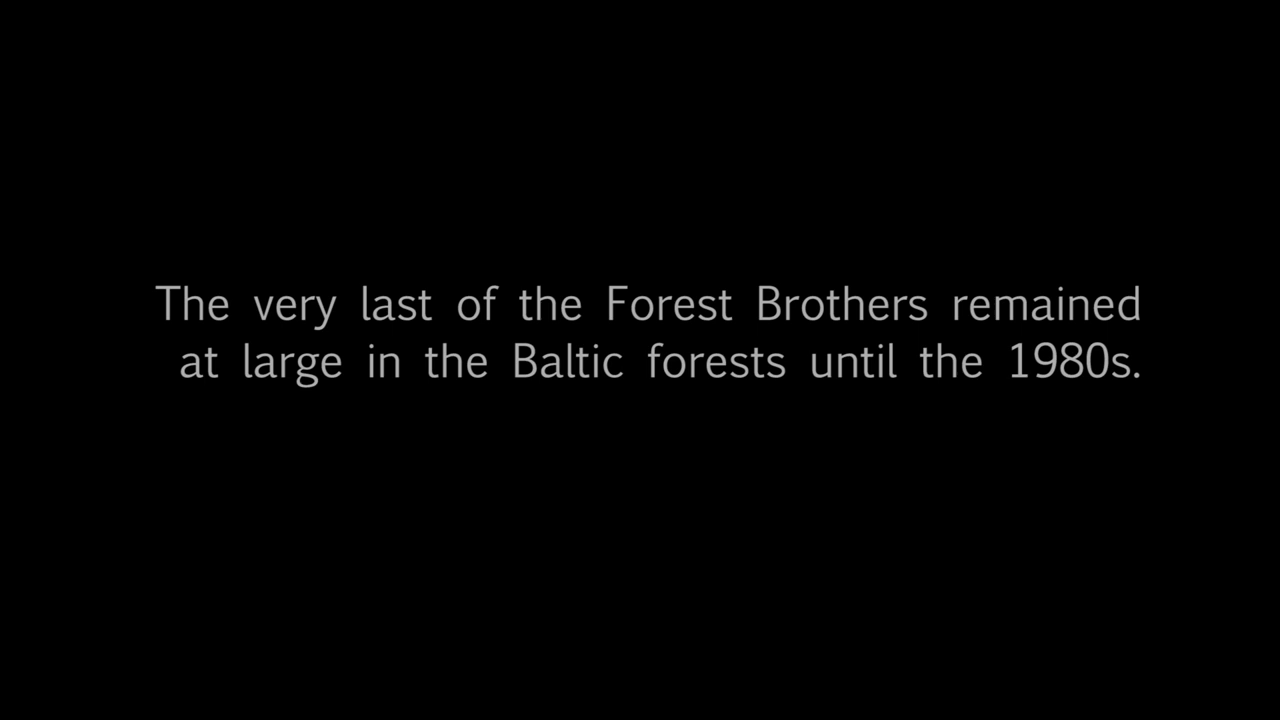 The very last of the Forest Brothers remained
at large in the Baltic forests until the 1980s.